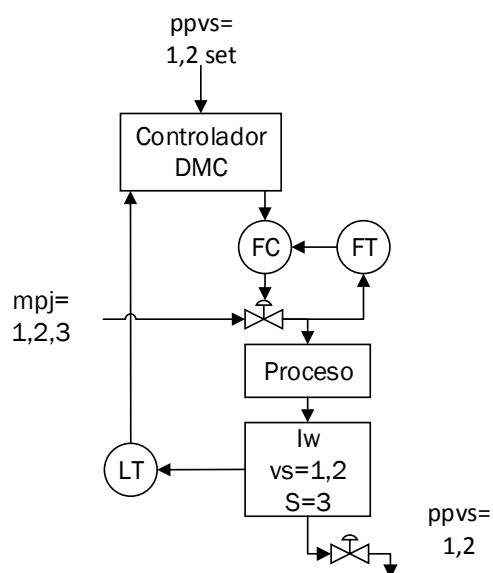 ppvs=
1,2 set
Controlador
DMC
FC
FT
mpj=
1,2,3
Proceso
Iw
vs=1,2
S=3
LT
ppvs=
1,2